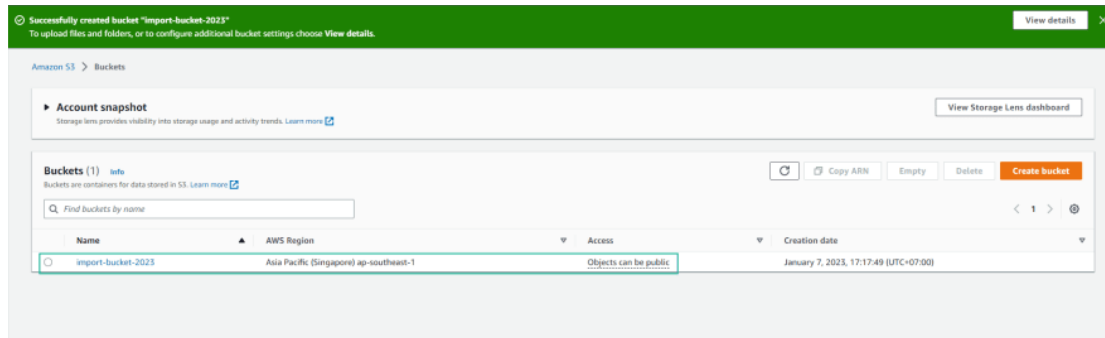 Successfully created bucket "import-bucket-2023"
To upload files and folders, or to configure additional bucket settings choose View details.
View details
Amazon S3 > Buckets
Account snapshot
Storage lens provides visibility into storage usage and activity trends. Learn more
View Storage Lens dashboard
Buckets (1) Info
Buckets are containers for data stored in S3. Learn more
Copy ARN Empty Delete Create bucket
Find buckets by name
1
Name AWS Region Access Creation date
import-bucket-2023 Asia Pacific (Singapore) ap-southeast-1 Objects can be public January 7, 2023, 17:17:49 (UTC+07:00)